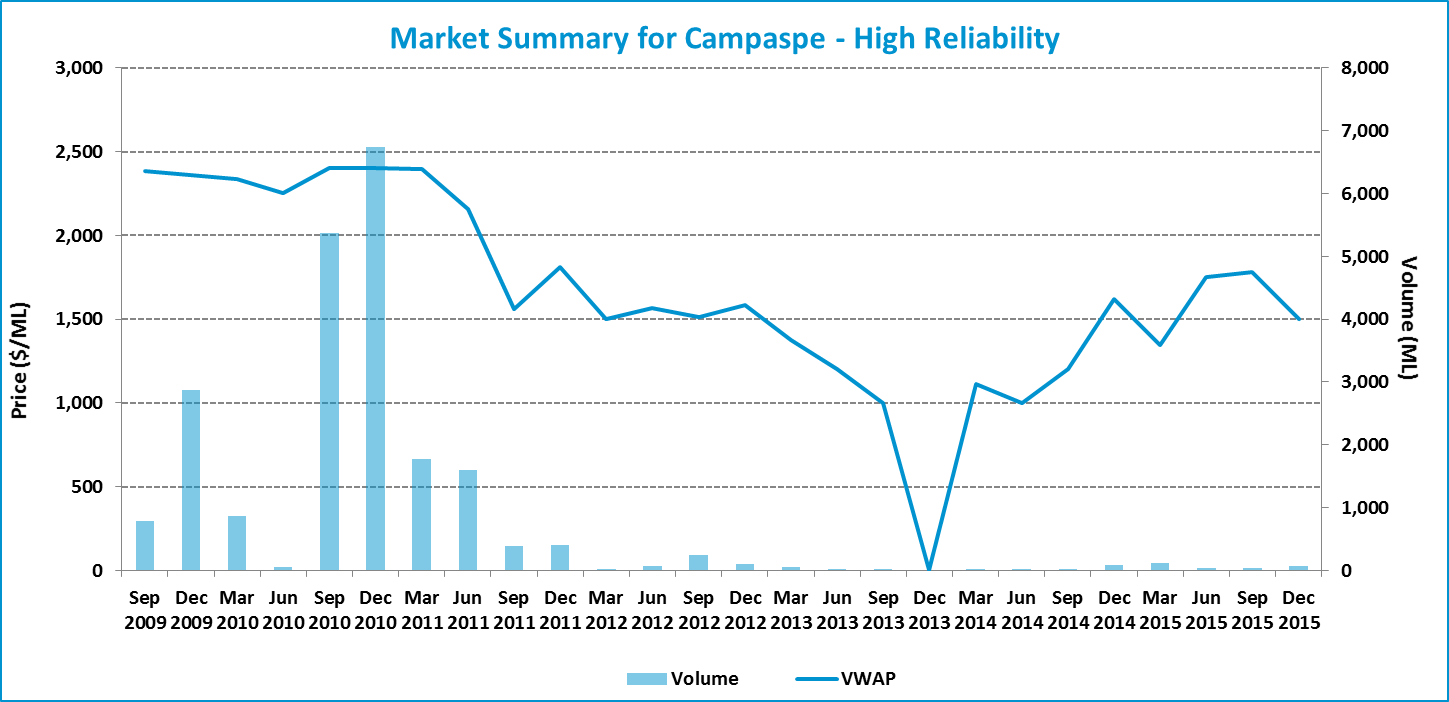 Market Summary for Campaspe - High Reliability
3,000
2,500
2,000
1,500
1,000
500
0
Price ($/ML)
8,000
7,000
6,000
5,000
4,000
3,000
2,000
1,000
0
Volume (ML)
Sep Dec Mar Jun Sep Dec Mar Jun Sep Dec Mar Jun Sep Dec Mar Jun Sep Dec Mar Jun Sep Dec Mar Jun Sep Dec
2009 2009 2010 2010 2010 2010 2011 2011 2011 2011 2012 2012 2012 2012 2013 2013 2013 2013 2014 2014 2014 2014 2015 2015 2015 2015
Volume VWAP